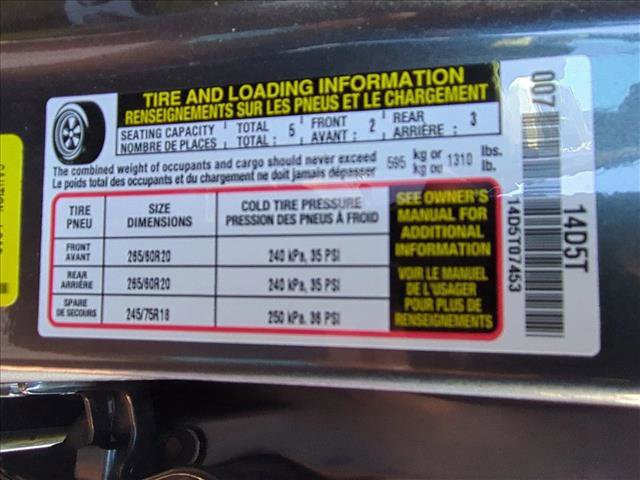 TIRE AND LOADING INFORMATION
RENSEIGNEMENTS SUR LES PNEUS ET LE CHARGEMENT
SEATING CAPACITY TOTAL 5 FRONT 2 REAR 3
NOMBRE DE PLACES TOTAL : AVANT : ARRIÈRE :
The combined weight of occupants and cargo should never exceed 595 kg or 1310 lbs.
Le poids total des occupants et du chargement ne doit jamais dépasser kg ou lb.
TIRE SIZE COLD TIRE PRESSURE
PNEU DIMENSIONS PRESSION DES PNEUS À FROID
FRONT
AVANT 265/60R20 240 kPa, 35 PSI
REAR
ARRIÈRE 265/60R20 240 kPa, 35 PSI
SPARE
DE SECOURS 245/75R18 250 kPa, 36 PSI
SEE OWNER'S
MANUAL FOR
ADDITIONAL
INFORMATION
VOIR LE MANUEL
DE L'USAGER
POUR PLUS DE
RENSEIGNEMENTS
007
14D5T07453
14D5T